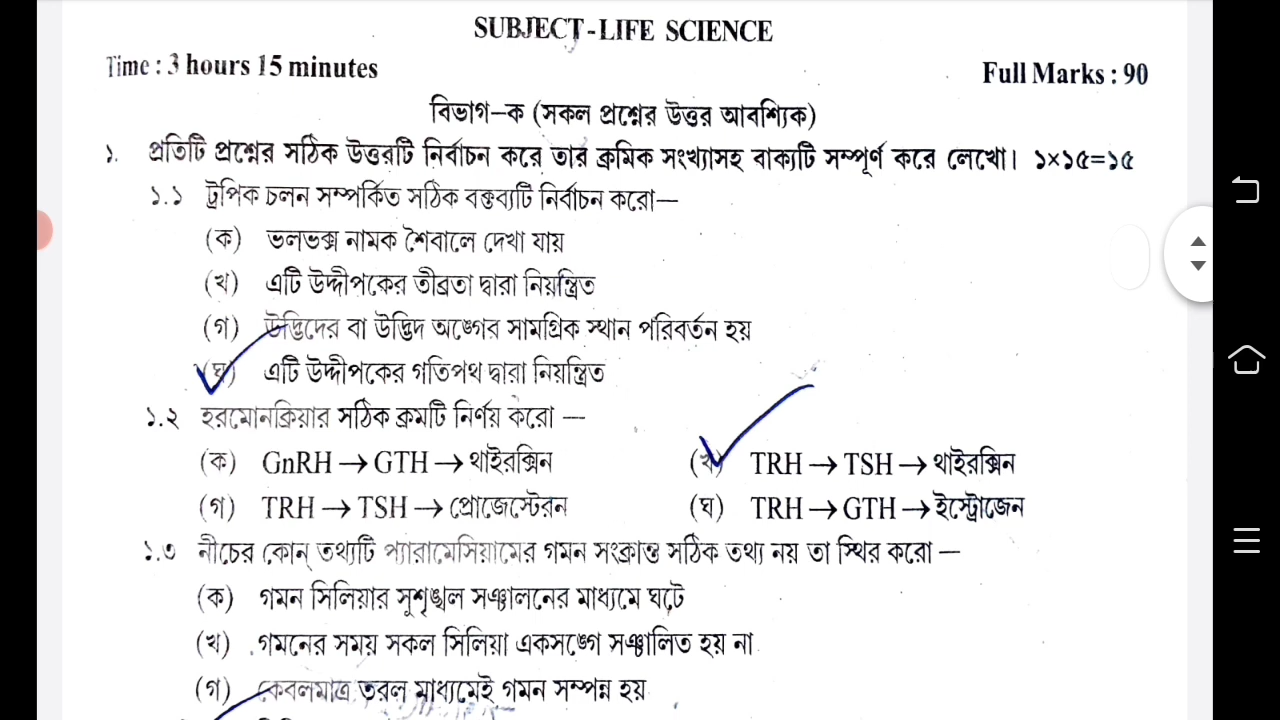 SUBJECT-LIFE SCIENCE
Time : 3 hours 15 minutes Full Marks : 90
বিভাগ-ক (সকল প্রশ্নের উত্তর আবশ্যিক)
১. প্রতিটি প্রশ্নের সঠিক উত্তরটি নির্বাচন করে তার ক্রমিক সংখ্যাসহ বাক্যটি সম্পূর্ণ করে লেখো। ১×১৫=১৫
১.১ ট্রপিক চলন সম্পর্কিত সঠিক বক্তব্যটি নির্বাচন করো—
(ক) ভলভক্স নামক শৈবালে দেখা যায়
(খ) এটি উদ্দীপকের তীব্রতা দ্বারা নিয়ন্ত্রিত
(গ) উদ্ভিদের বা উদ্ভিদ অঙ্গের সামগ্রিক স্থান পরিবর্তন হয়
(ঘ) এটি উদ্দীপকের গতিপথ দ্বারা নিয়ন্ত্রিত
১.২ হরমোনক্রিয়ার সঠিক ক্রমটি নির্ণয় করো —
(ক) GnRH → GTH → থাইরক্সিন (খ) TRH → TSH → থাইরক্সিন
(গ) TRH → TSH → প্রোজেস্টেরন (ঘ) TRH → GTH → ইস্ট্রোজেন
১.৩ নীচের কোন্ তথ্যটি প্যারামেসিয়ামের গমন সংক্রান্ত সঠিক তথ্য নয় তা স্থির করো —
(ক) গমন সিলিয়ার সুশৃঙ্খল সঞ্চালনের মাধ্যমে ঘটে
(খ) গমনের সময় সকল সিলিয়া একসঙ্গে সঞ্চালিত হয় না
(গ) কেবলমাত্র তরল মাধ্যমেই গমন সম্পন্ন হয়